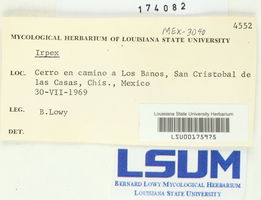 174082
MEX-3090
4552
MYCOLOGICAL HERBARIUM OF LOUISIANA STATE UNIVERSITY
Irpex
LOC. Cerro en camino a Los Banos, San Cristobal de
las Casas, Chis., Mexico
30-VII-1969
LEG. B.Lowy
Louisiana State University Herbarium
LSU00175975
DET.
LSUM
BERNARD LOWY MYCOLOGICAL HERBARIUM
LOUISIANA STATE UNIVERSITY